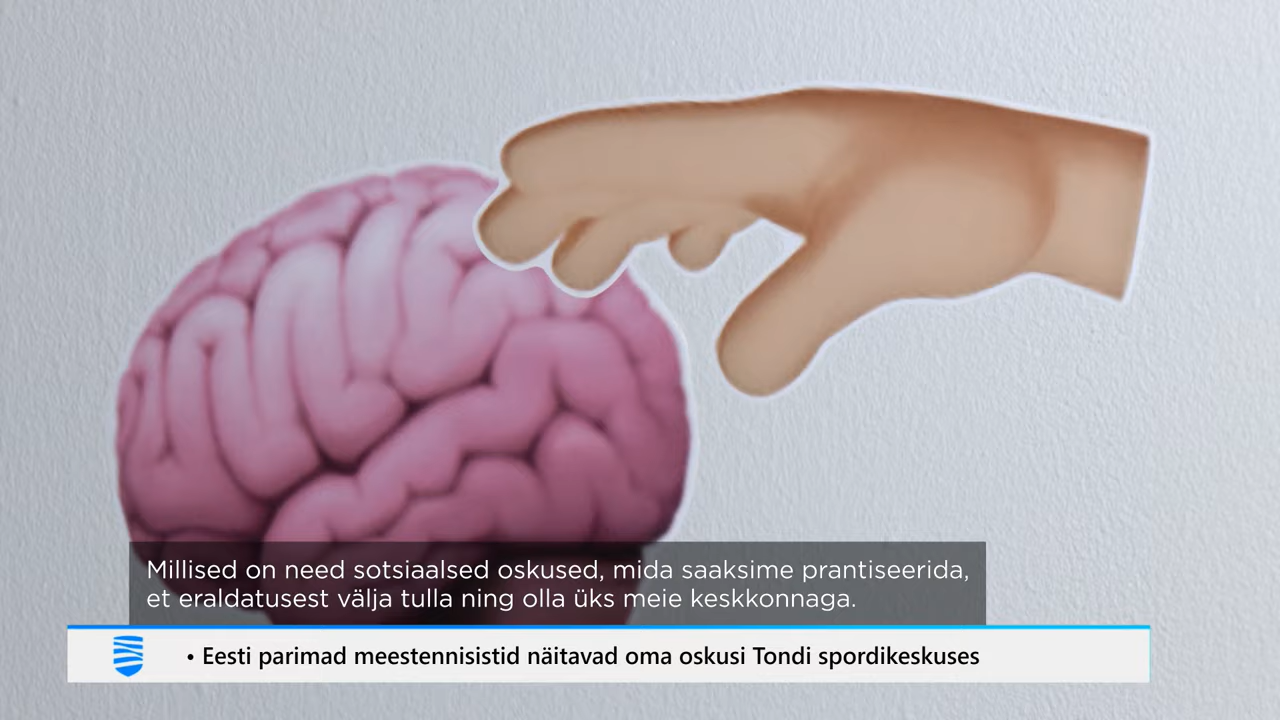 Millised on need sotsiaalsed oskused, mida saaksime prantiseerida,
et eraldatusest välja tulla ning olla üks meie keskkonnaga.
• Eesti parimad meestennisistid näitavad oma oskusi Tondi spordikeskuses